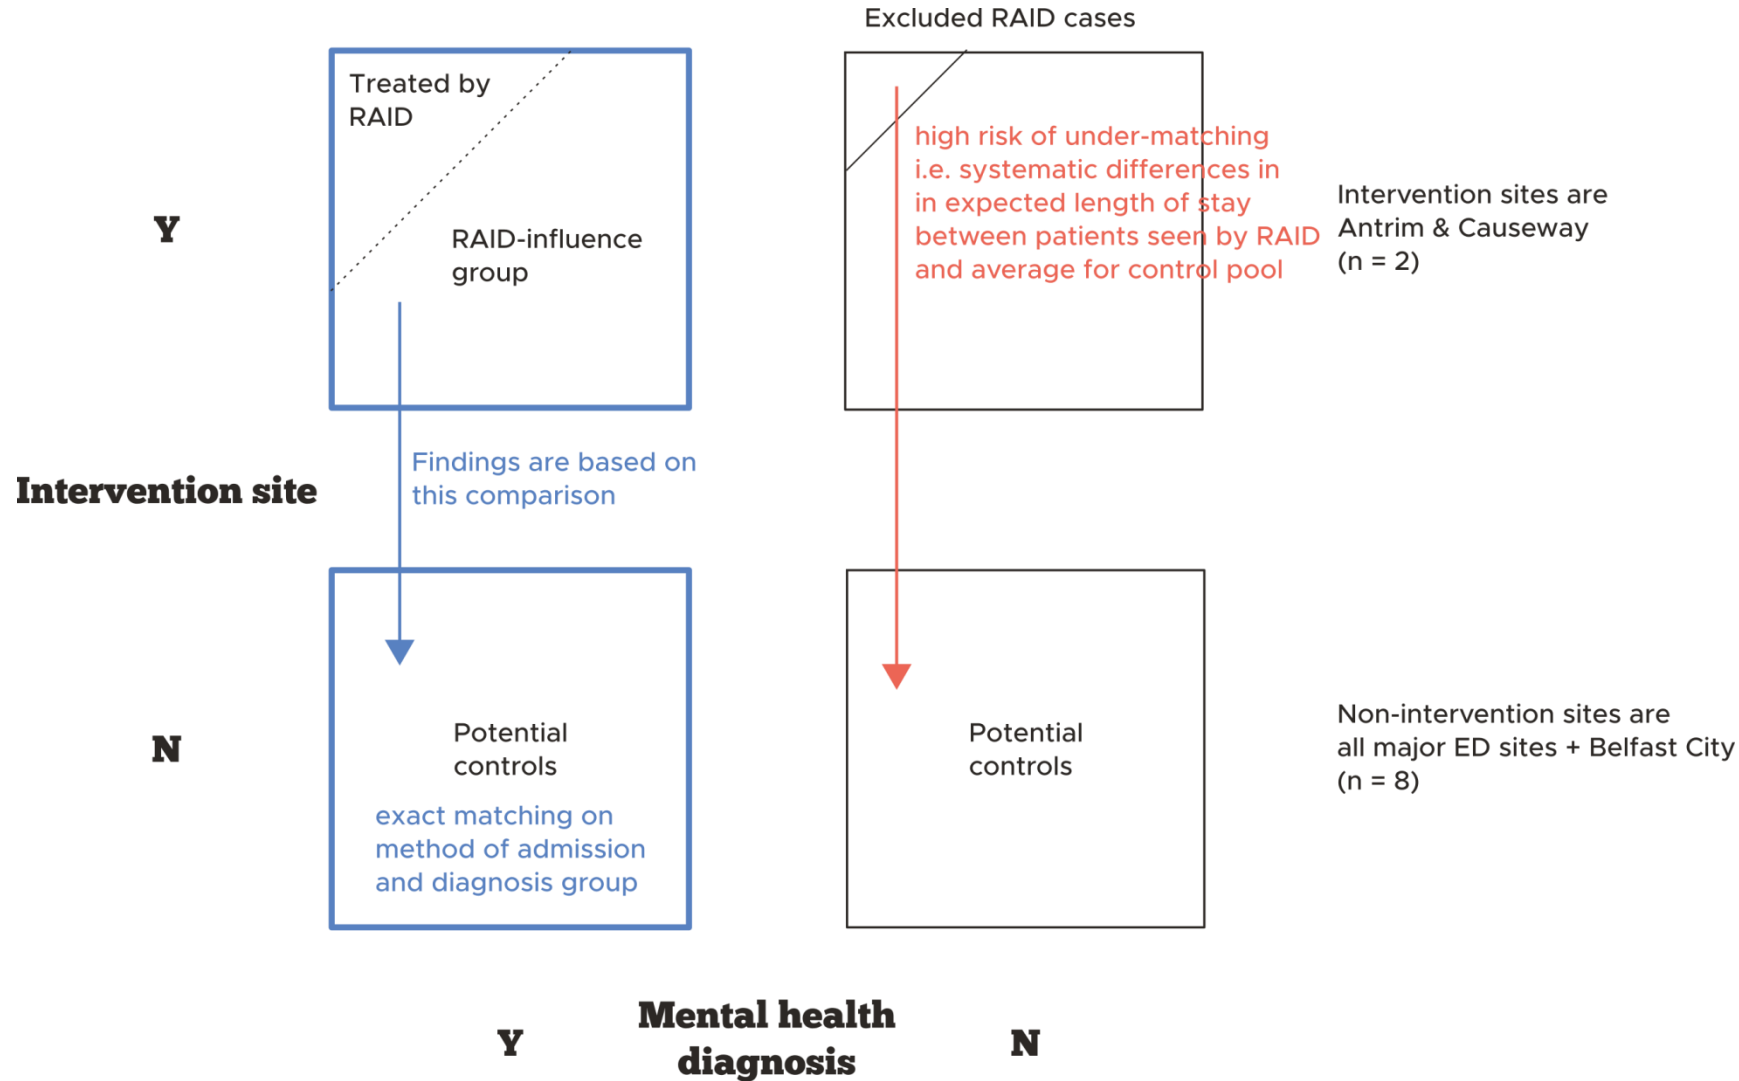 Excluded RAID cases
Treated by
RAID
RAID-influence
group
high risk of under-matching
i.e. systematic differences in
in expected length of stay
between patients seen by RAID
and average for control pool
Intervention sites are
Antrim & Causeway
(n = 2)
Y
Findings are based on
this comparison
Intervention site
N
Potential
controls
exact matching on
method of admission
and diagnosis group
Potential
controls
Non-intervention sites are
all major ED sites + Belfast City
(n = 8)
Y
Mental health
diagnosis
N